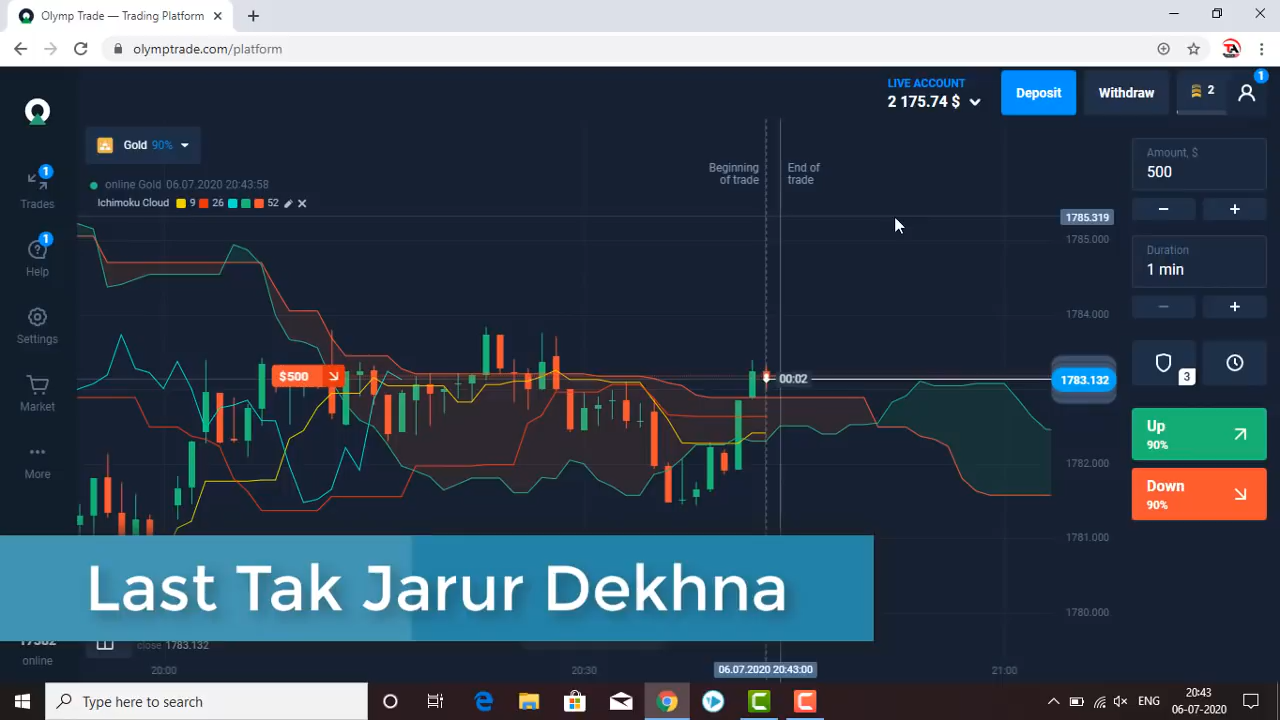 Olymp Trade — Trading Platform
olymptrade.com/platform
LIVE ACCOUNT
2 175.74 $
Deposit
Withdraw
2
1
Gold 90%
online Gold 06.07.2020 20:43:58
Ichimoku Cloud 9 26 52
Beginning of trade
End of trade
1
Trades
1
Help
Settings
Market
More
Amount, $
500
Duration
1 min
3
Up
90%
Down
90%
1785.319
1785.000
1784.000
1783.132
1782.000
1781.000
1780.000
$500
00:02
Last Tak Jarur Dekhna
online
close 1783.132
20:00
20:30
06.07.2020 20:43:00
21:00
Type here to search
ENG
20:43
06-07-2020